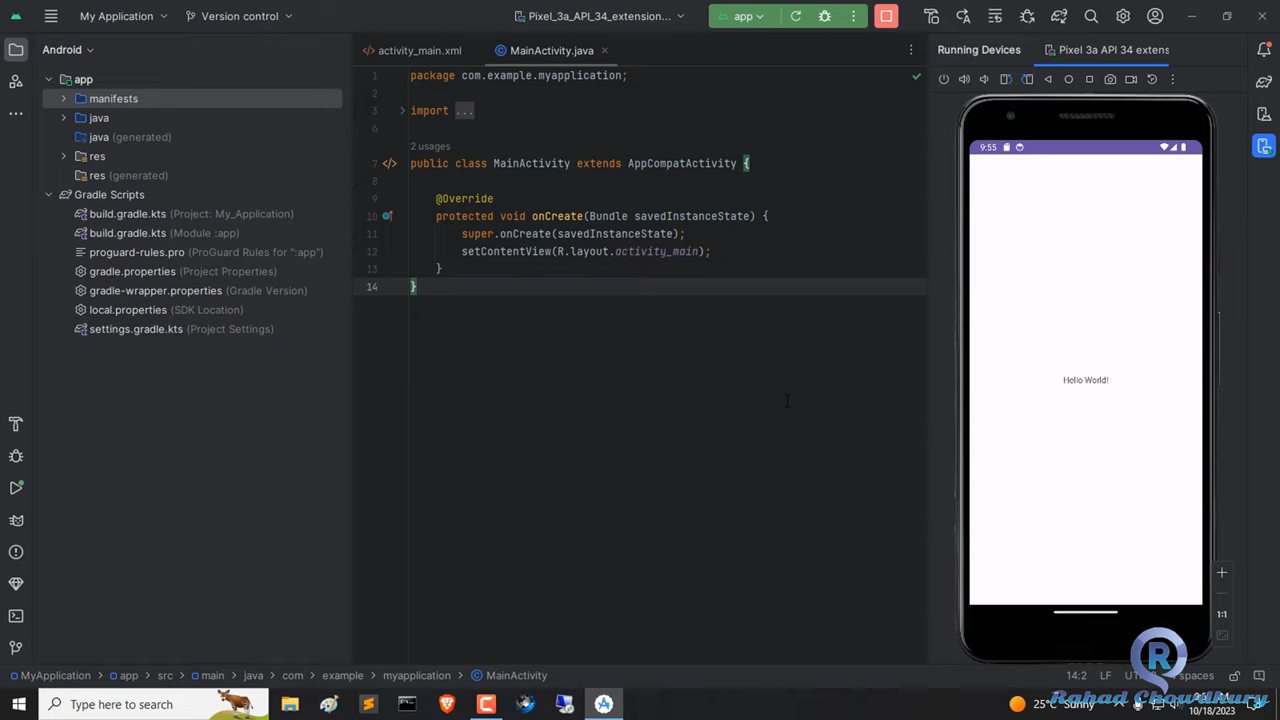 My Application
Version control
Pixel_3a_API_34_extension...
app
Android
activity_main.xml
MainActivity.java
Running Devices
Pixel 3a API 34 extens
app
manifests
java
java (generated)
res
res (generated)
Gradle Scripts
build.gradle.kts (Project: My_Application)
build.gradle.kts (Module :app)
proguard-rules.pro (ProGuard Rules for ":app")
gradle.properties (Project Properties)
gradle-wrapper.properties (Gradle Version)
local.properties (SDK Location)
settings.gradle.kts (Project Settings)
1 package com.example.myapplication;
2
3 import ...
6
2 usages
7 public class MainActivity extends AppCompatActivity {
8
9 @Override
10 protected void onCreate(Bundle savedInstanceState) {
11 super.onCreate(savedInstanceState);
12 setContentView(R.layout.activity_main);
13 }
14 }
9:55
Hello World!
1:1
MyApplication > app > src > main > java > com > example > myapplication > MainActivity
14:2 LF
spaces
Type here to search
25°C Sunny
10/18/2023
R
Rahad Chowdhury